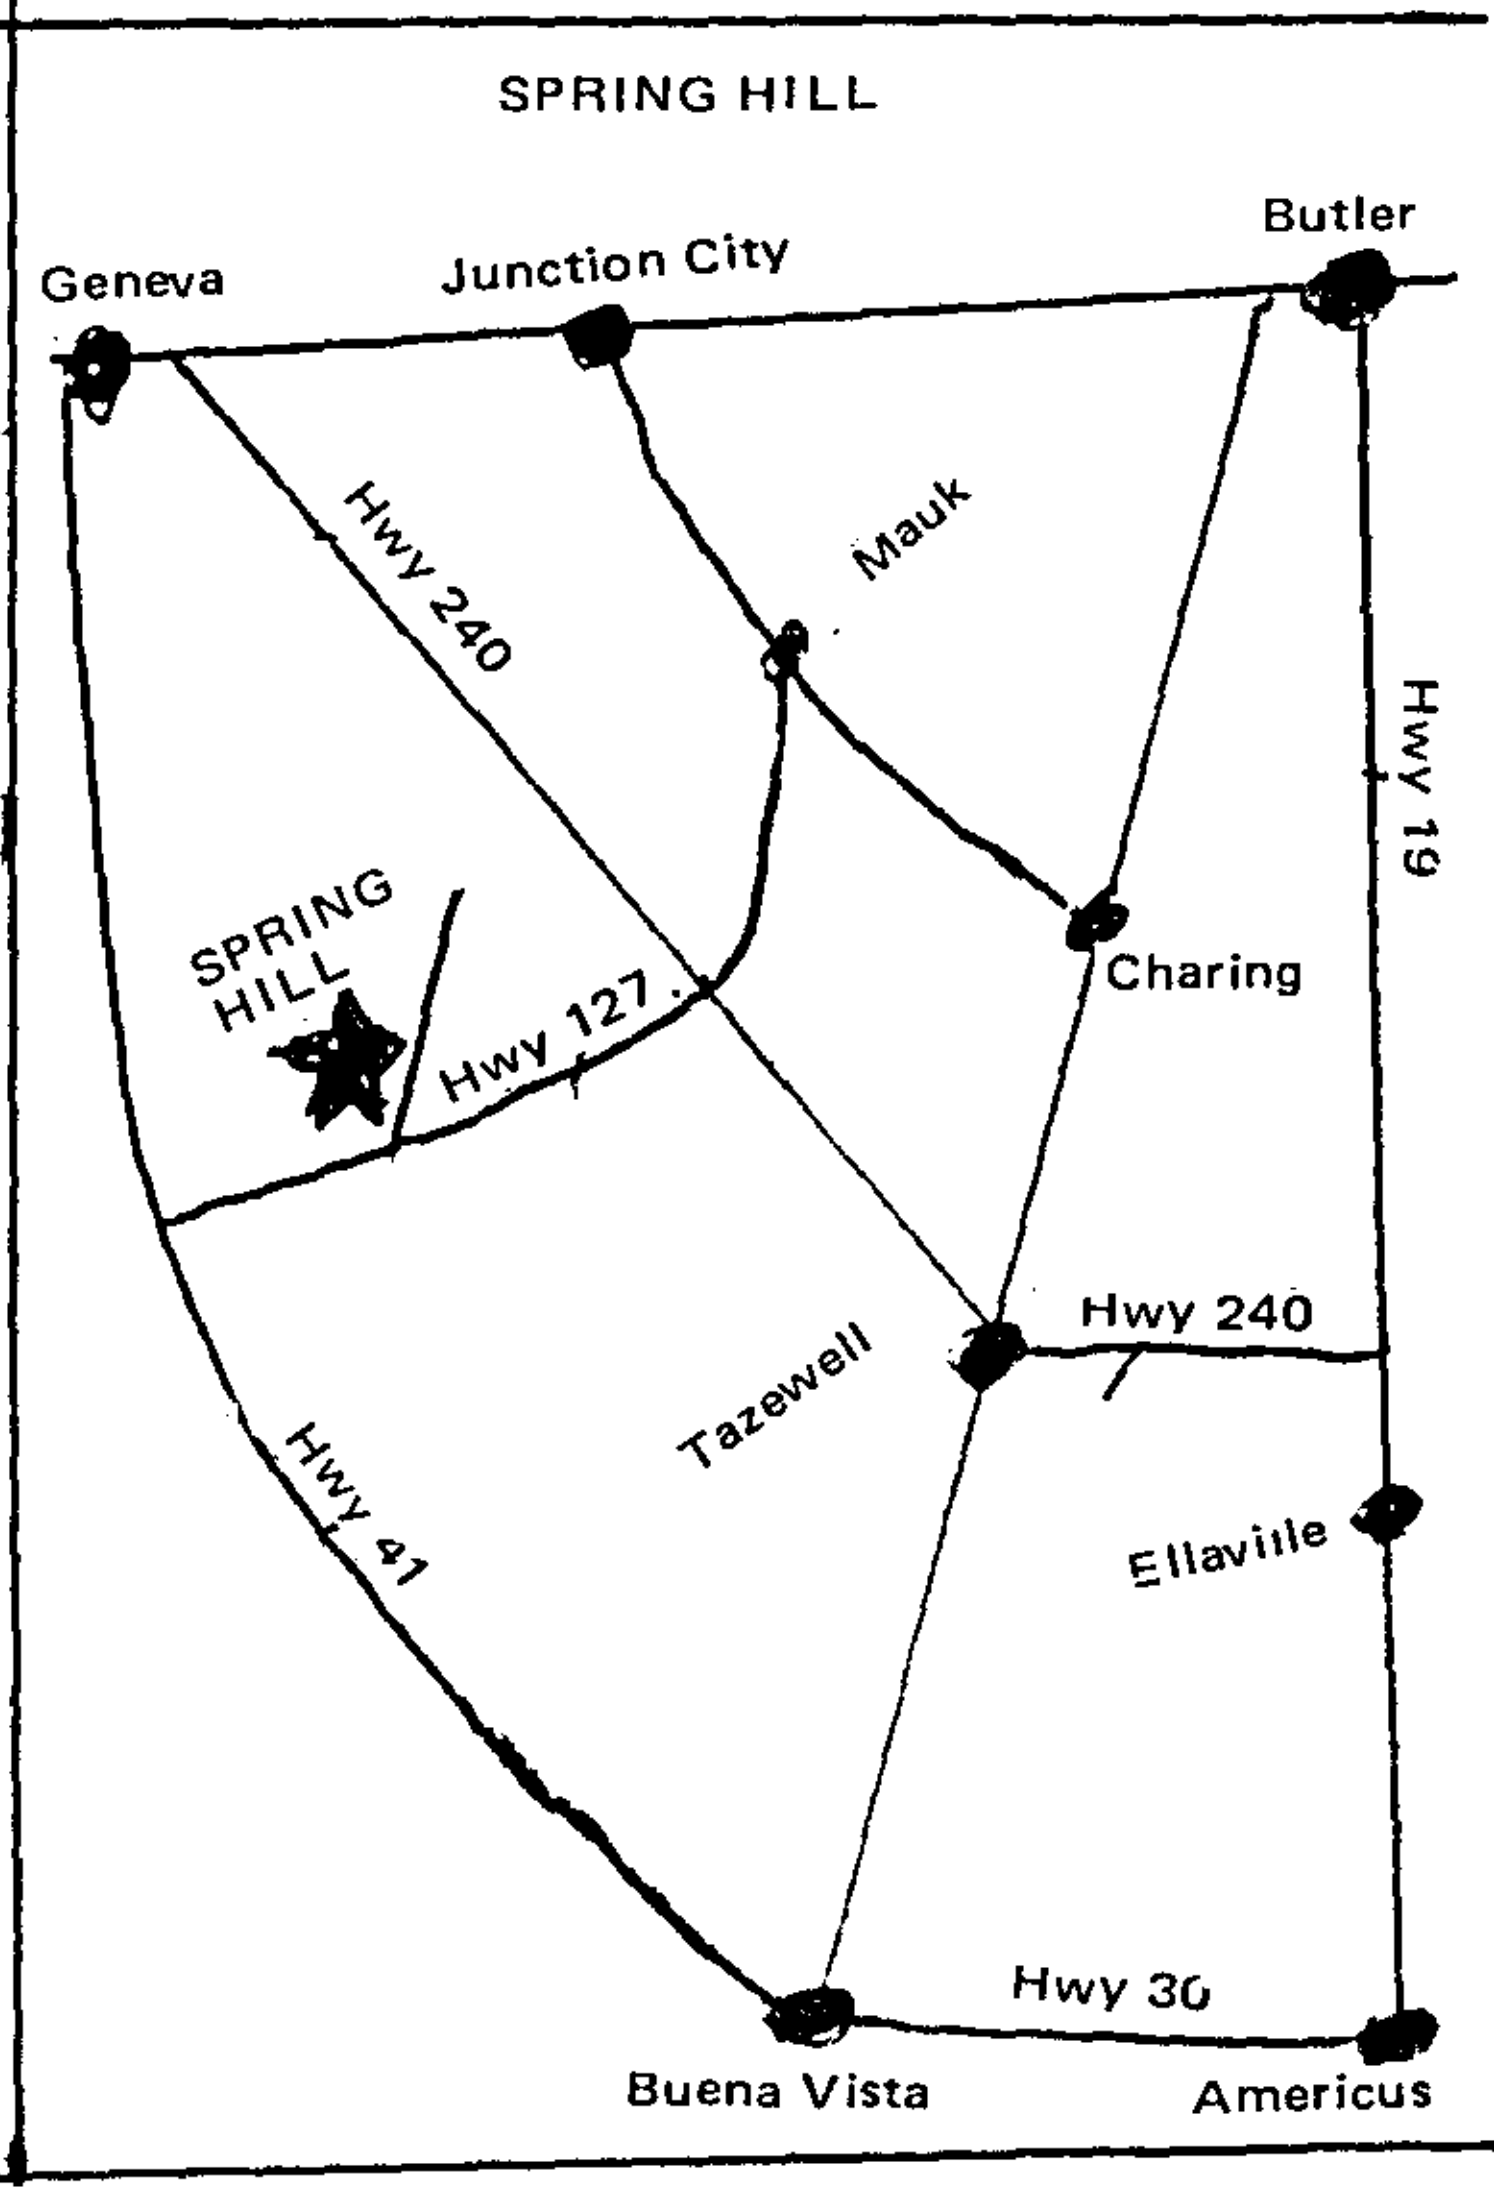 SPRING HILL
Butler
Junction City
Geneva
Hwy 240
Mauk
Hwy 19
SPRING
HILL
Hwy 127
Charing
Hwy 240
Tazewell
Hwy 41
Ellaville
Hwy 30
Buena Vista
Americus